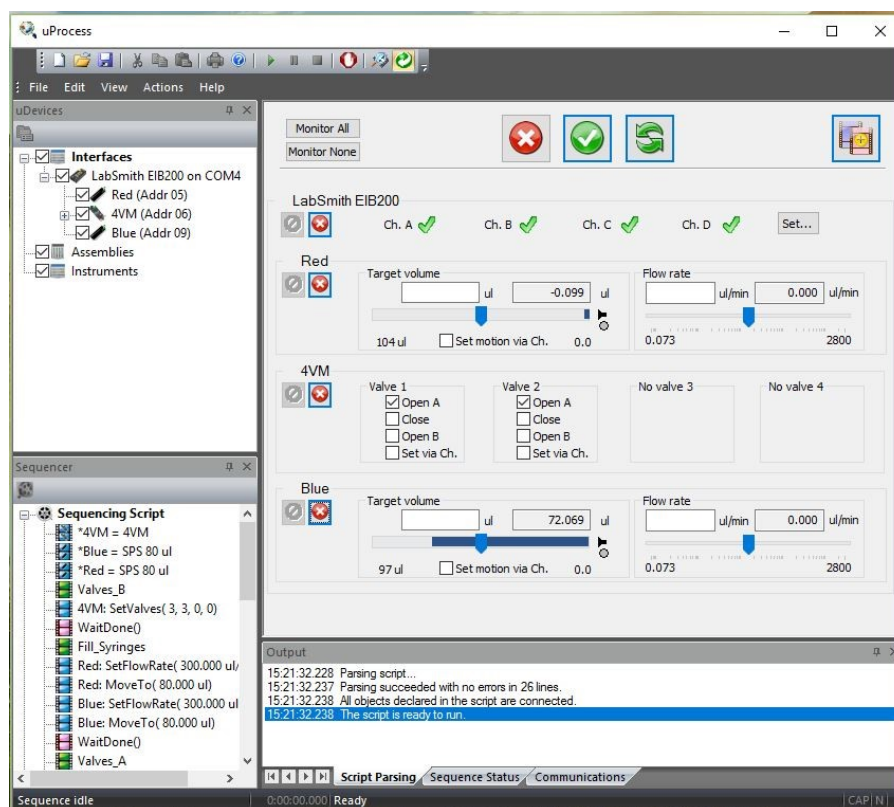 uProcess
File Edit View Actions Help
uDevices
Interfaces
LabSmith EIB200 on COM4
Red (Addr 05)
4VM (Addr 06)
Blue (Addr 09)
Assemblies
Instruments
Monitor All
Monitor None
LabSmith EIB200
Ch. A Ch. B Ch. C Ch. D Set...
Red
Target volume Flow rate
ul -0.099 ul ul/min 0.000 ul/min
104 ul Set motion via Ch. 0.0 0.073 2800
4VM
Valve 1 Valve 2 No valve 3 No valve 4
Open A Open A
Close Close
Open B Open B
Set via Ch. Set via Ch.
Blue
Target volume Flow rate
ul 72.069 ul ul/min 0.000 ul/min
97 ul Set motion via Ch. 0.0 0.073 2800
Sequencer
Sequencing Script
*4VM = 4VM
*Blue = SPS 80 ul
*Red = SPS 80 ul
Valves_B
4VM: SetValves( 3, 3, 0, 0)
WaitDone()
Fill_Syringes
Red: SetFlowRate( 300.000 ul/
Red: MoveTo( 80.000 ul)
Blue: SetFlowRate( 300.000 ul
Blue: MoveTo( 80.000 ul)
WaitDone()
Valves_A
Output
15:21:32.228 Parsing script...
15:21:32.237 Parsing succeeded with no errors in 26 lines.
15:21:32.238 All objects declared in the script are connected.
15:21:32.238 The script is ready to run.
Script Parsing Sequence Status Communications
Sequence idle 0:00:00.000 Ready CAP N